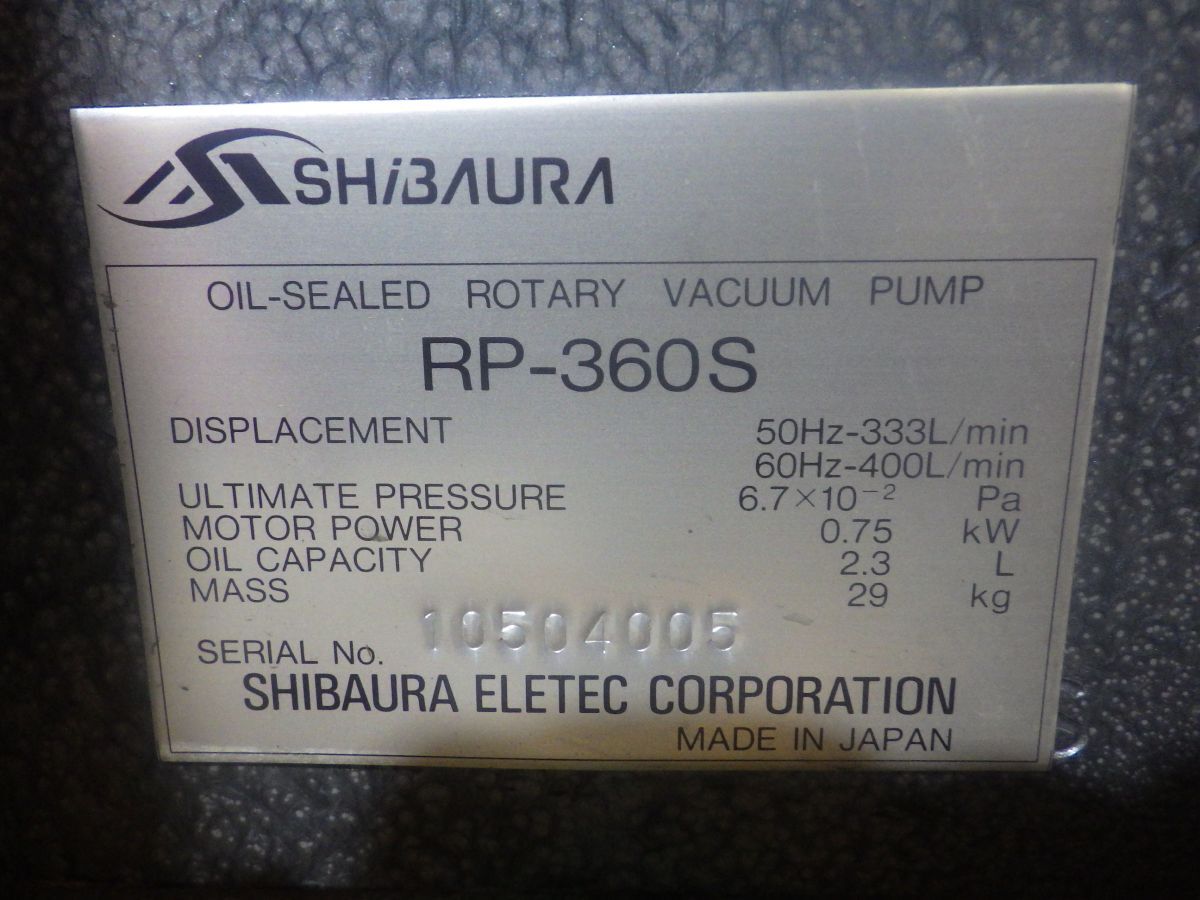 SHiBAURA
OIL-SEALED ROTARY VACUUM PUMP
RP-360S
DISPLACEMENT 50Hz-333L/min
60Hz-400L/min
ULTIMATE PRESSURE 6.7×10⁻² Pa
MOTOR POWER 0.75 kW
OIL CAPACITY 2.3 L
MASS 29 kg
SERIAL No. 10504005
SHIBAURA ELETEC CORPORATION
MADE IN JAPAN